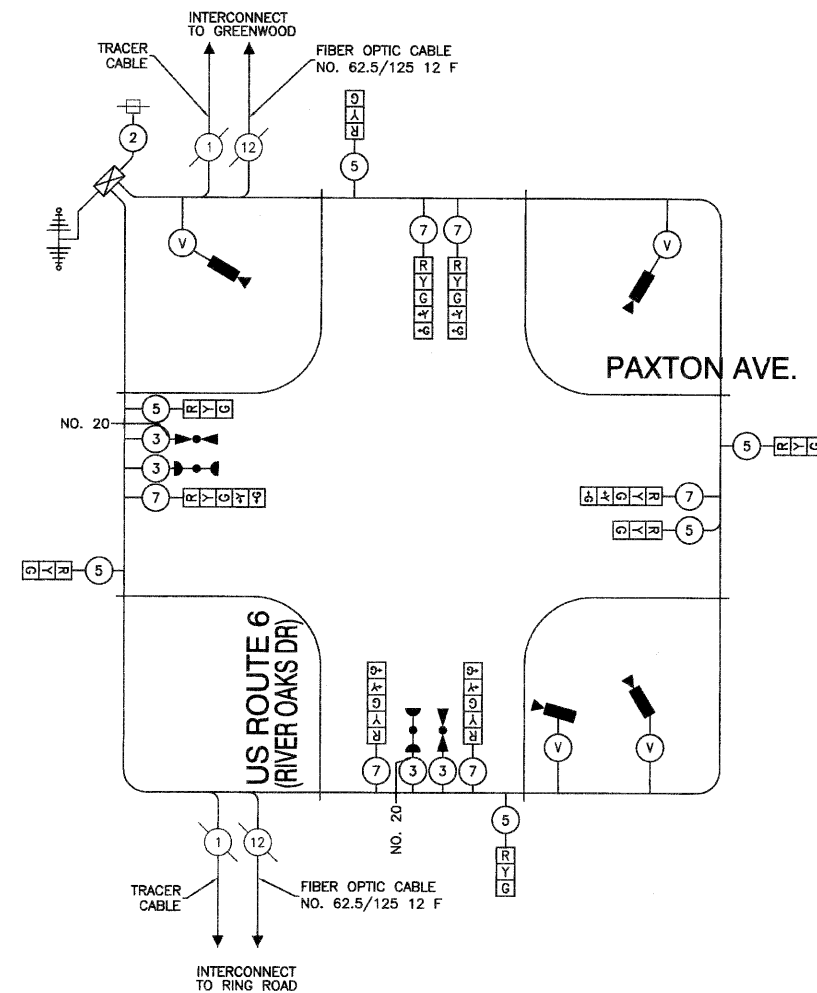 INTERCONNECT
TO GREENWOOD
TRACER
CABLE
FIBER OPTIC CABLE
NO. 62.5/125 12 F
R Y G
2
1
12
5
V
7
7
V
R
Y
G
←Y
←G
R
Y
G
←Y
←G
PAXTON AVE.
5
R Y G
NO. 20
3
3
7
R Y G ←Y ←G
5
R Y G
R Y G ←Y ←G
7
R Y G
5
R Y G
5
US ROUTE 6
(RIVER OAKS DR)
R Y G ←Y ←G
R Y G ←Y ←G
V
V
7
3
3
7
NO. 20
5
1
12
R
Y
G
TRACER
CABLE
FIBER OPTIC CABLE
NO. 62.5/125 12 F
INTERCONNECT
TO RING ROAD